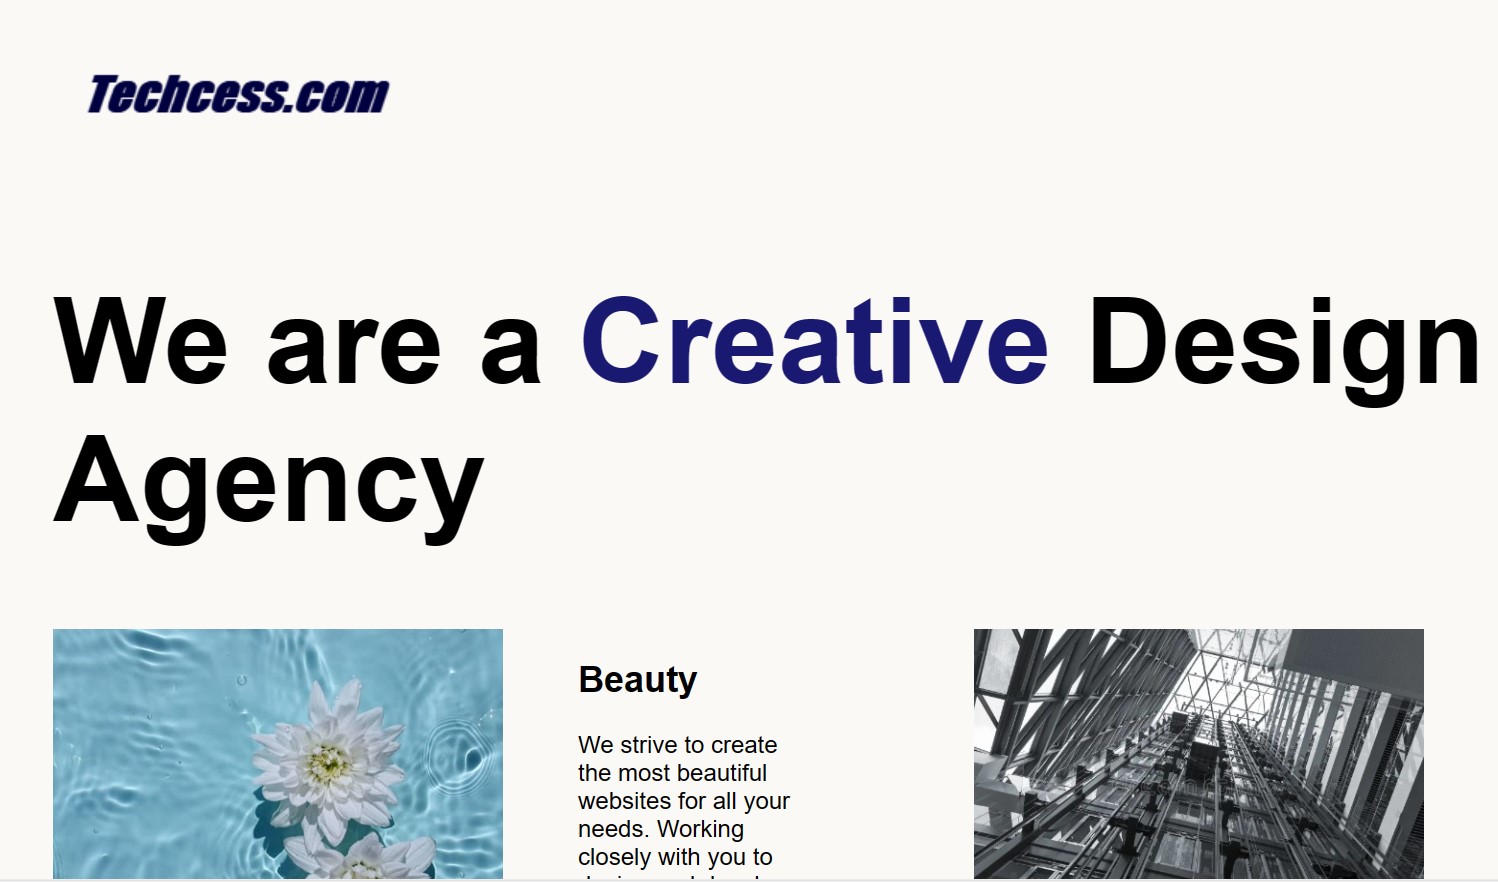 Techcess.com
We are a Creative Design
Agency
Beauty
We strive to create
the most beautiful
websites for all your
needs. Working
closely with you to